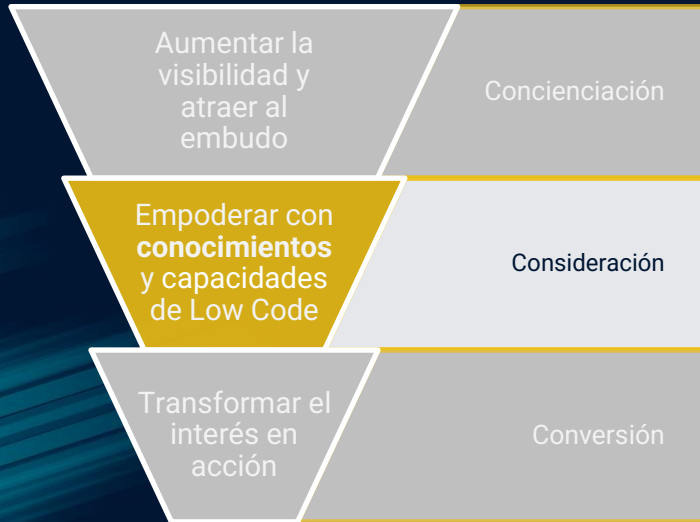 Aumentar la
visibilidad y
atraer al
embudo
Concienciación
Empoderar con
conocimientos
y capacidades
de Low Code
Consideración
Transformar el
interés en
acción
Conversión